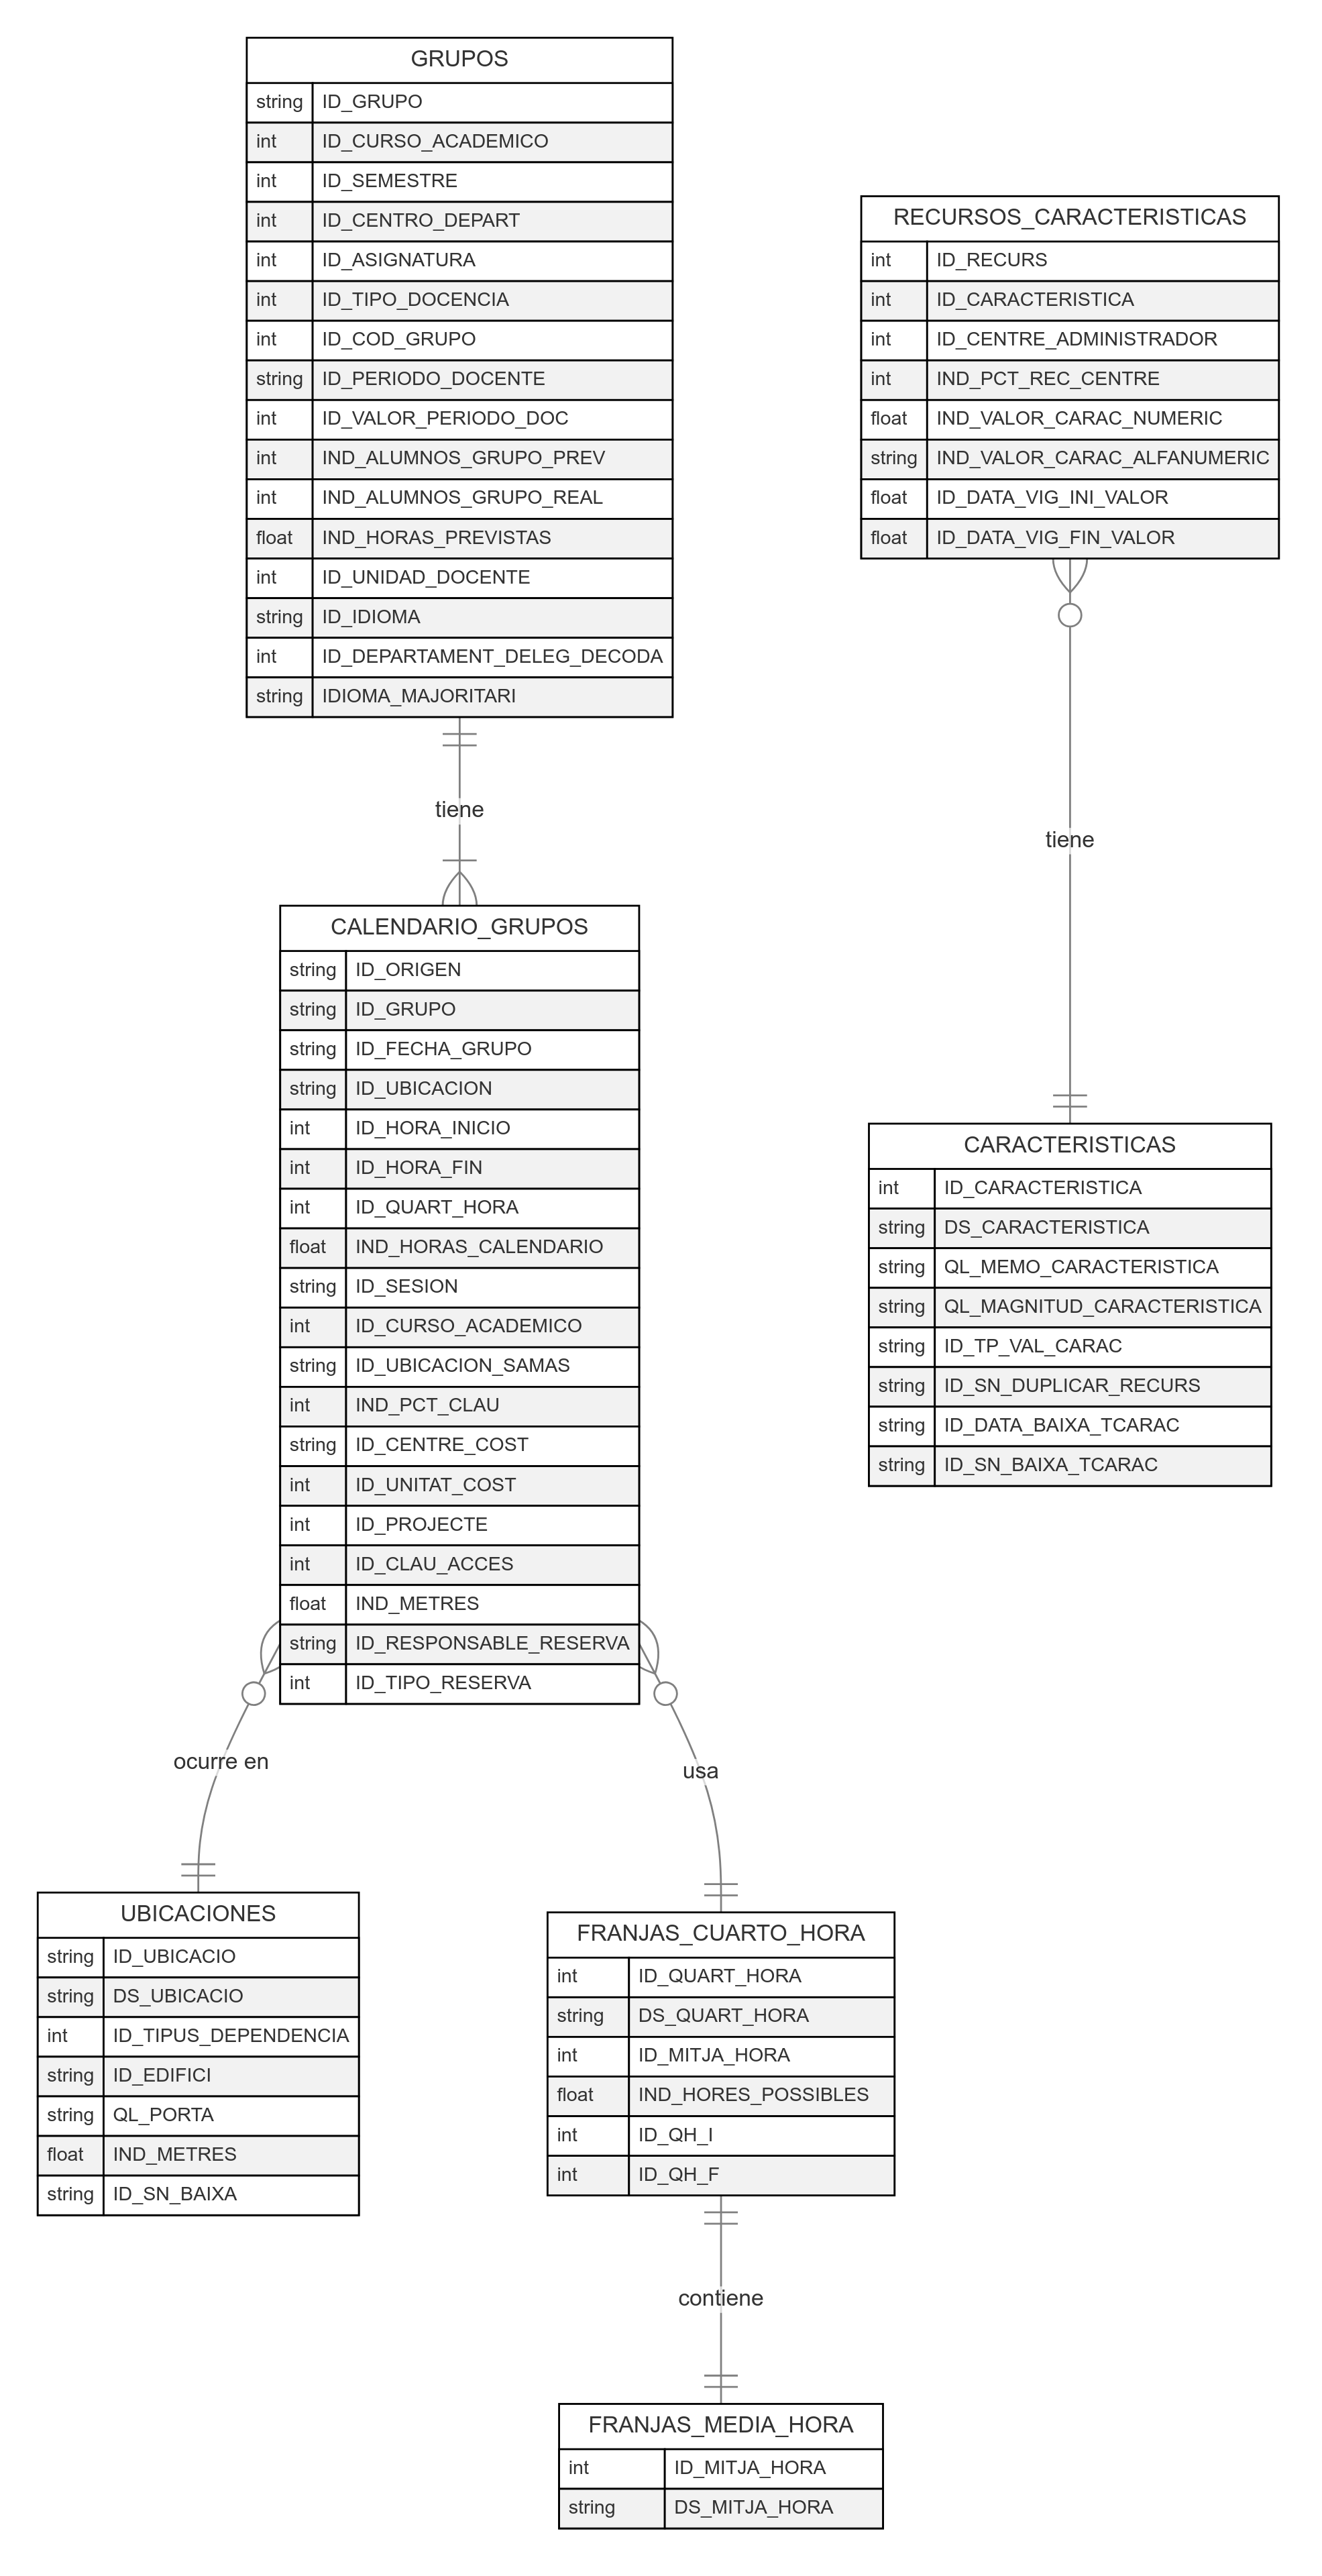 GRUPOS
string ID_GRUPO
int ID_CURSO_ACADEMICO
int ID_SEMESTRE
int ID_CENTRO_DEPART
int ID_ASIGNATURA
int ID_TIPO_DOCENCIA
int ID_COD_GRUPO
string ID_PERIODO_DOCENTE
int ID_VALOR_PERIODO_DOC
int IND_ALUMNOS_GRUPO_PREV
int IND_ALUMNOS_GRUPO_REAL
float IND_HORAS_PREVISTAS
int ID_UNIDAD_DOCENTE
string ID_IDIOMA
int ID_DEPARTAMENT_DELEG_DECODA
string IDIOMA_MAJORITARI
RECURSOS_CARACTERISTICAS
int ID_RECURS
int ID_CARACTERISTICA
int ID_CENTRE_ADMINISTRADOR
int IND_PCT_REC_CENTRE
float IND_VALOR_CARAC_NUMERIC
string IND_VALOR_CARAC_ALFANUMERIC
float ID_DATA_VIG_INI_VALOR
float ID_DATA_VIG_FIN_VALOR
tiene
tiene
CALENDARIO_GRUPOS
string ID_ORIGEN
string ID_GRUPO
string ID_FECHA_GRUPO
string ID_UBICACION
int ID_HORA_INICIO
int ID_HORA_FIN
int ID_QUART_HORA
float IND_HORAS_CALENDARIO
string ID_SESION
int ID_CURSO_ACADEMICO
string ID_UBICACION_SAMAS
int IND_PCT_CLAU
string ID_CENTRE_COST
int ID_UNITAT_COST
int ID_PROJECTE
int ID_CLAU_ACCES
float IND_METRES
string ID_RESPONSABLE_RESERVA
int ID_TIPO_RESERVA
CARACTERISTICAS
int ID_CARACTERISTICA
string DS_CARACTERISTICA
string QL_MEMO_CARACTERISTICA
string QL_MAGNITUD_CARACTERISTICA
string ID_TP_VAL_CARAC
string ID_SN_DUPLICAR_RECURS
string ID_DATA_BAIXA_TCARAC
string ID_SN_BAIXA_TCARAC
ocurre en
usa
UBICACIONES
string ID_UBICACIO
string DS_UBICACIO
int ID_TIPUS_DEPENDENCIA
string ID_EDIFICI
string QL_PORTA
float IND_METRES
string ID_SN_BAIXA
FRANJAS_CUARTO_HORA
int ID_QUART_HORA
string DS_QUART_HORA
int ID_MITJA_HORA
float IND_HORES_POSSIBLES
int ID_QH_I
int ID_QH_F
contiene
FRANJAS_MEDIA_HORA
int ID_MITJA_HORA
string DS_MITJA_HORA